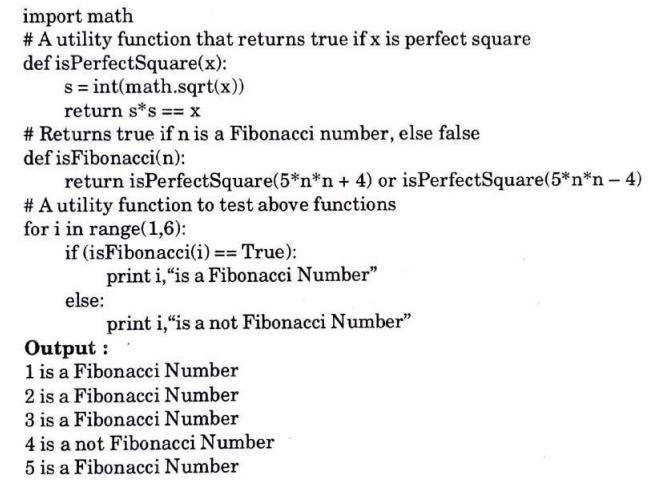 import math
# A utility function that returns true if x is perfect square
def isPerfectSquare(x):
s = int(math.sqrt(x))
return s*s == x
# Returns true if n is a Fibonacci number, else false
def isFibonacci(n):
return isPerfectSquare(5*n*n + 4) or isPerfectSquare(5*n*n – 4)
# A utility function to test above functions
for i in range(1,6):
if (isFibonacci(i) == True):
print i,“is a Fibonacci Number”
else:
print i,“is a not Fibonacci Number”
Output :
1 is a Fibonacci Number
2 is a Fibonacci Number
3 is a Fibonacci Number
4 is a not Fibonacci Number
5 is a Fibonacci Number